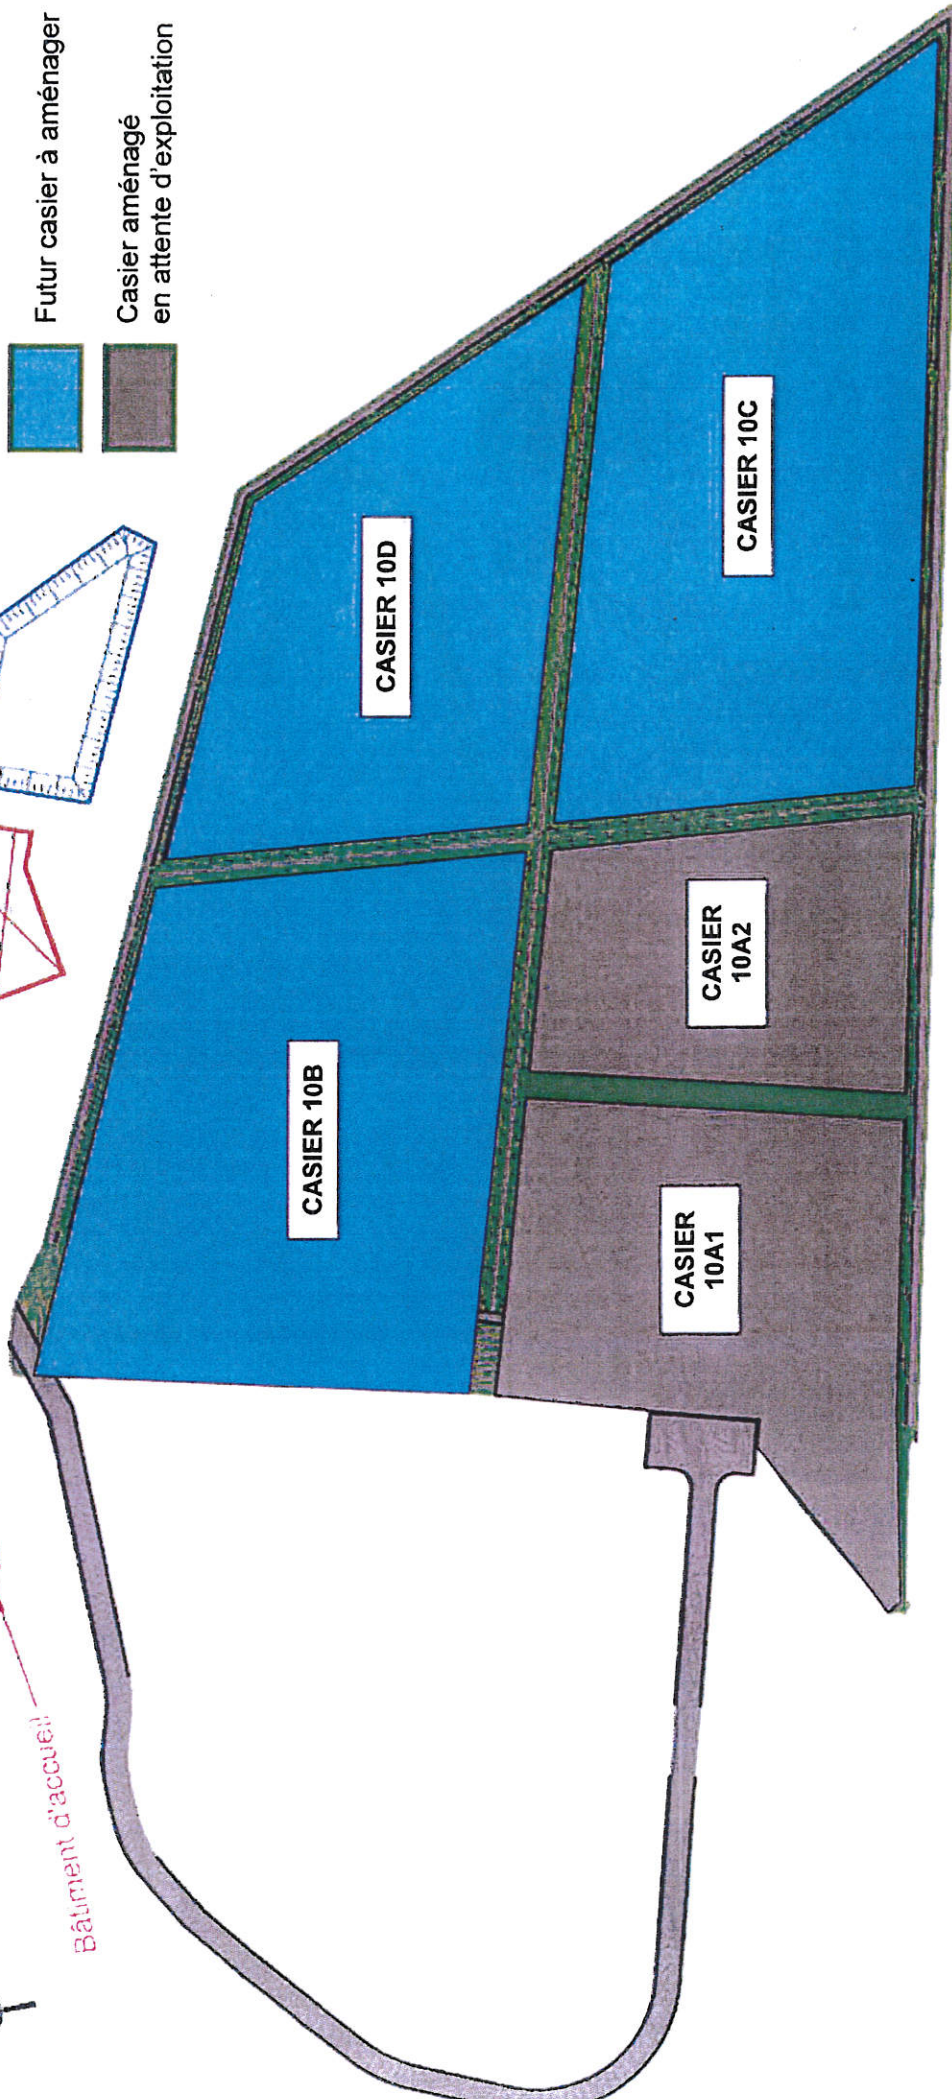 Futur casier à aménager
Casier aménagé
en attente d'exploitation
CASIER 10D
CASIER 10C
CASIER 10B
CASIER
10A2
CASIER
10A1
Bâtiment d'accueil